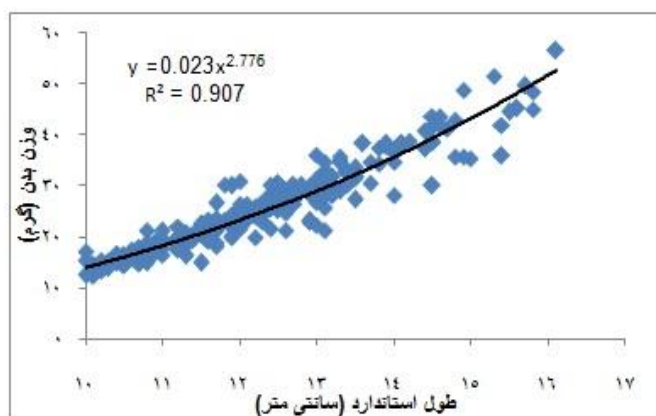 y =0.023x^2.776
R² = 0.907
وزن بدن (گرم)
۶۰
۵۰
۴۰
۳۰
۲۰
۱۰
۰
۱۰ ۱۱ ۱۲ ۱۳ ۱۴ ۱۵ ۱۶ ۱۷
طول استاندارد (سانتی متر)